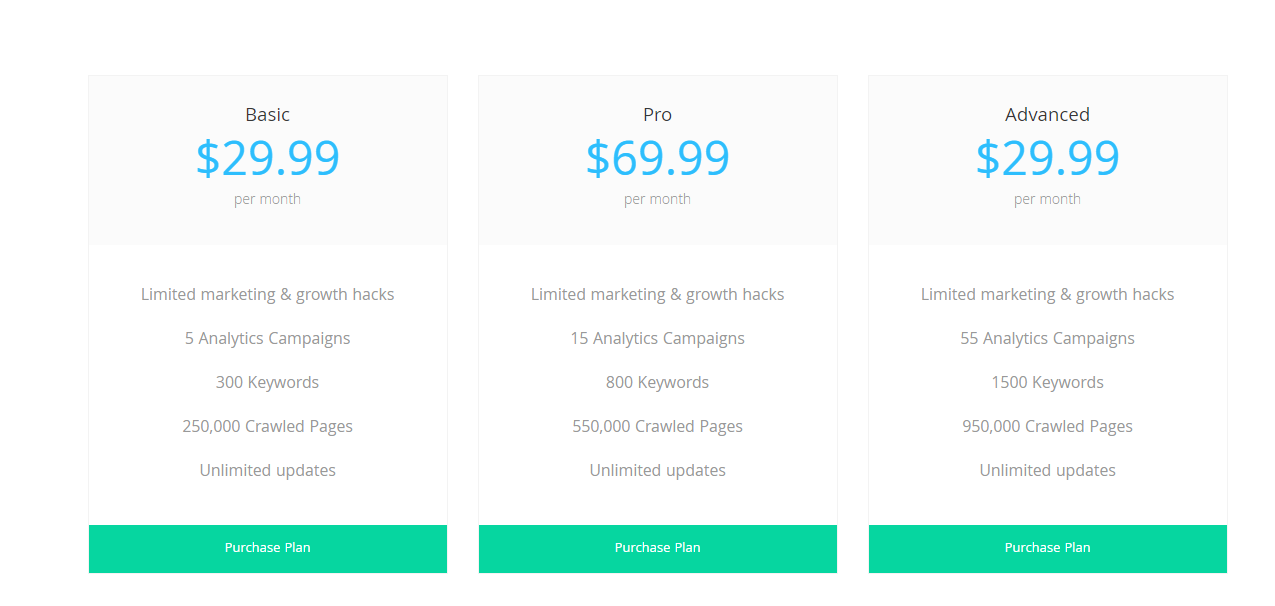 Basic
$29.99
per month
Limited marketing & growth hacks
5 Analytics Campaigns
300 Keywords
250,000 Crawled Pages
Unlimited updates
Purchase Plan
Pro
$69.99
per month
Limited marketing & growth hacks
15 Analytics Campaigns
800 Keywords
550,000 Crawled Pages
Unlimited updates
Purchase Plan
Advanced
$29.99
per month
Limited marketing & growth hacks
55 Analytics Campaigns
1500 Keywords
950,000 Crawled Pages
Unlimited updates
Purchase Plan